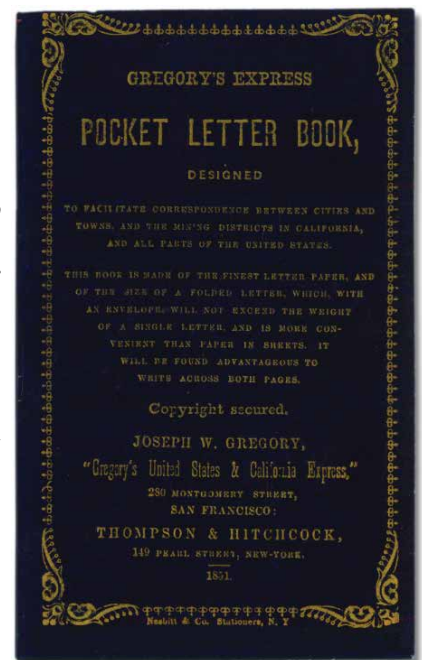 GREGORY'S EXPRESS
POCKET LETTER BOOK,
DESIGNED
TO FACILITATE CORRESPONDENCE BETWEEN CITIES AND
TOWNS, AND THE MINING DISTRICTS IN CALIFORNIA,
AND ALL PARTS OF THE UNITED STATES.
THIS BOOK IS MADE OF THE FINEST LETTER PAPER, AND
OF THE SIZE OF A FOLDED LETTER, WHICH, WITH
AN ENVELOPE, WILL NOT EXCEED THE WEIGHT
OF A SINGLE LETTER, AND IS MORE CON-
VENIENT THAN PAPER IN SHEETS. IT
WILL BE FOUND ADVANTAGEOUS TO
WRITE ACROSS BOTH PAGES.
Copyright secured.
JOSEPH W. GREGORY,
"Gregory's United States & California Express,"
280 MONTGOMERY STREET,
SAN FRANCISCO:
THOMPSON & HITCHCOCK,
149 PEARL STREET, NEW-YORK.
1851.
Nesbitt & Co. Stationers, N. Y